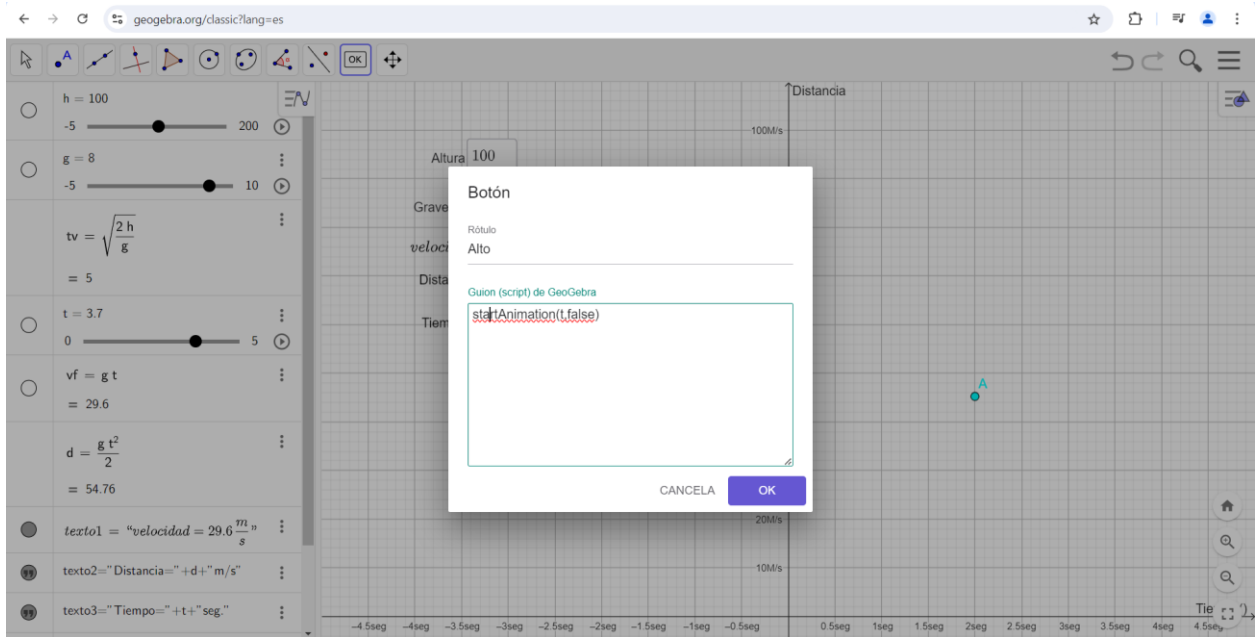 geogebra.org/classic?lang=es
A
OK
h = 100
-5 200
g = 8
-5 10
tv = √(2 h / g)
= 5
t = 3.7
0 5
vf = g t
= 29.6
d = g t² / 2
= 54.76
texto1 = “velocidad = 29.6 m/s”
texto2="Distancia="+d+"m/s"
texto3="Tiempo="+t+"seg."
Distancia
100M/s
Altura 100
Grave
veloci
Dista
Tiem
Botón
Rótulo
Alto
Guion (script) de GeoGebra
startAnimation(t,false)
CANCELA OK
A
20M/s
10M/s
Tie
-4.5seg -4seg -3.5seg -3seg -2.5seg -2seg -1.5seg -1seg -0.5seg 0.5seg 1seg 1.5seg 2seg 2.5seg 3seg 3.5seg 4seg 4.5seg